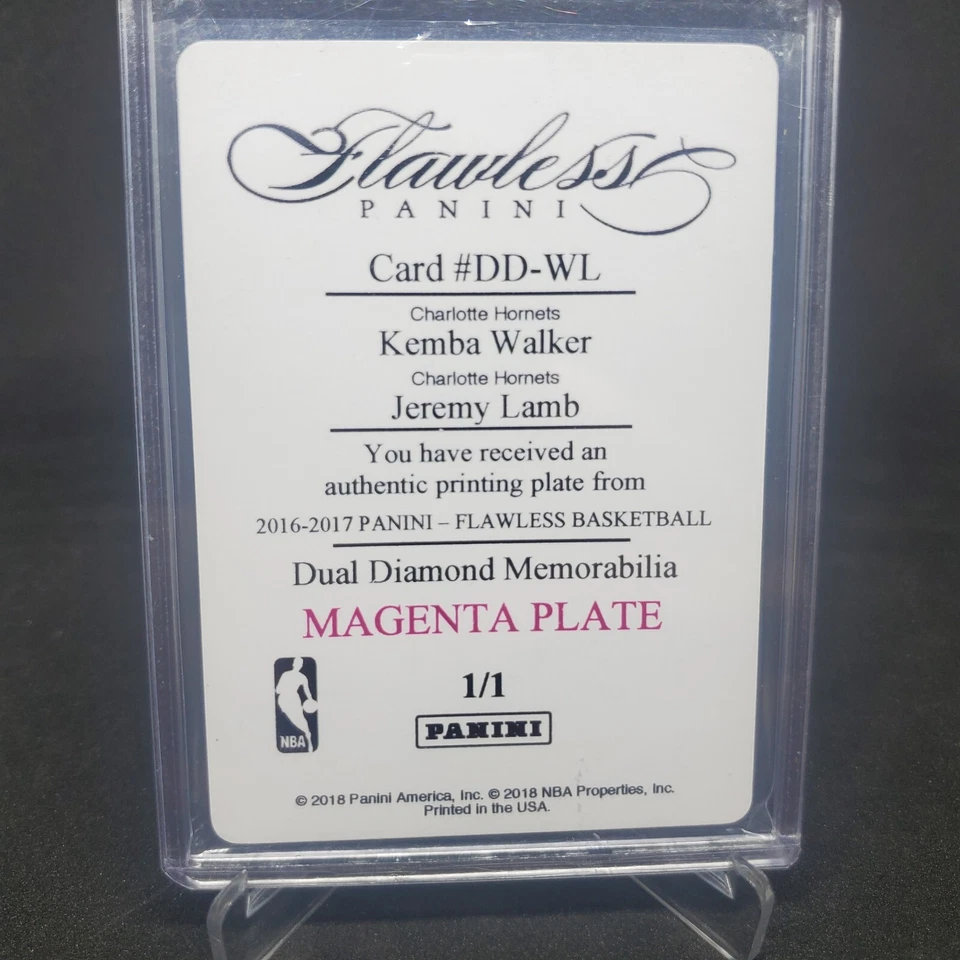 Flawless
PANINI
Card #DD-WL
Charlotte Hornets
Kemba Walker
Charlotte Hornets
Jeremy Lamb
You have received an
authentic printing plate from
2016-2017 PANINI – FLAWLESS BASKETBALL
Dual Diamond Memorabilia
MAGENTA PLATE
1/1
NBA
PANINI
© 2018 Panini America, Inc. © 2018 NBA Properties, Inc.
Printed in the USA.